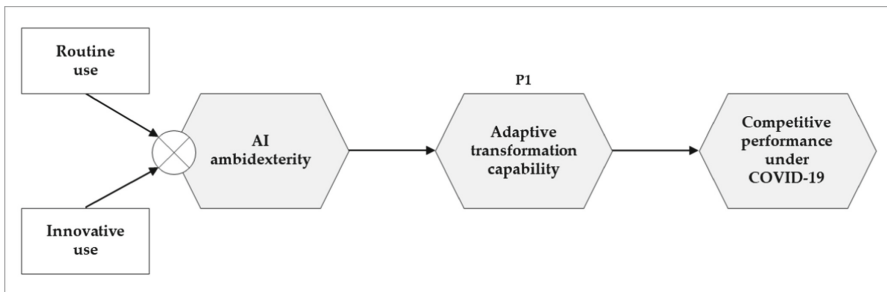 Routine
use
P1
AI
ambidexterity
Adaptive
transformation
capability
Competitive
performance
under
COVID-19
Innovative
use